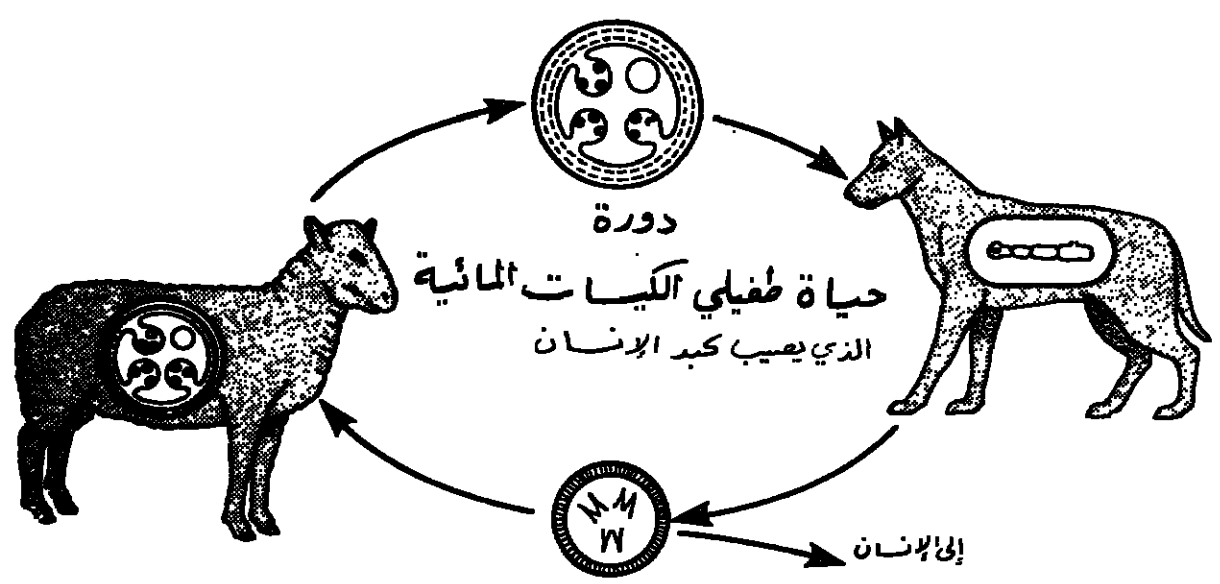 دورة
حياة طفيلي الكيسات المائية
الذي يصيب كبد الإنسان
إلى الإنسان